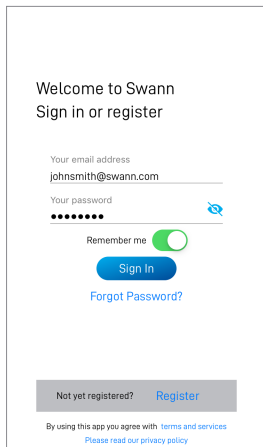 Welcome to Swann
Sign in or register
Your email address
johnsmith@swann.com
Your password
●●●●●●●●
Remember me
Sign In
Forgot Password?
Not yet registered? Register
By using this app you agree with terms and services
Please read our privacy policy